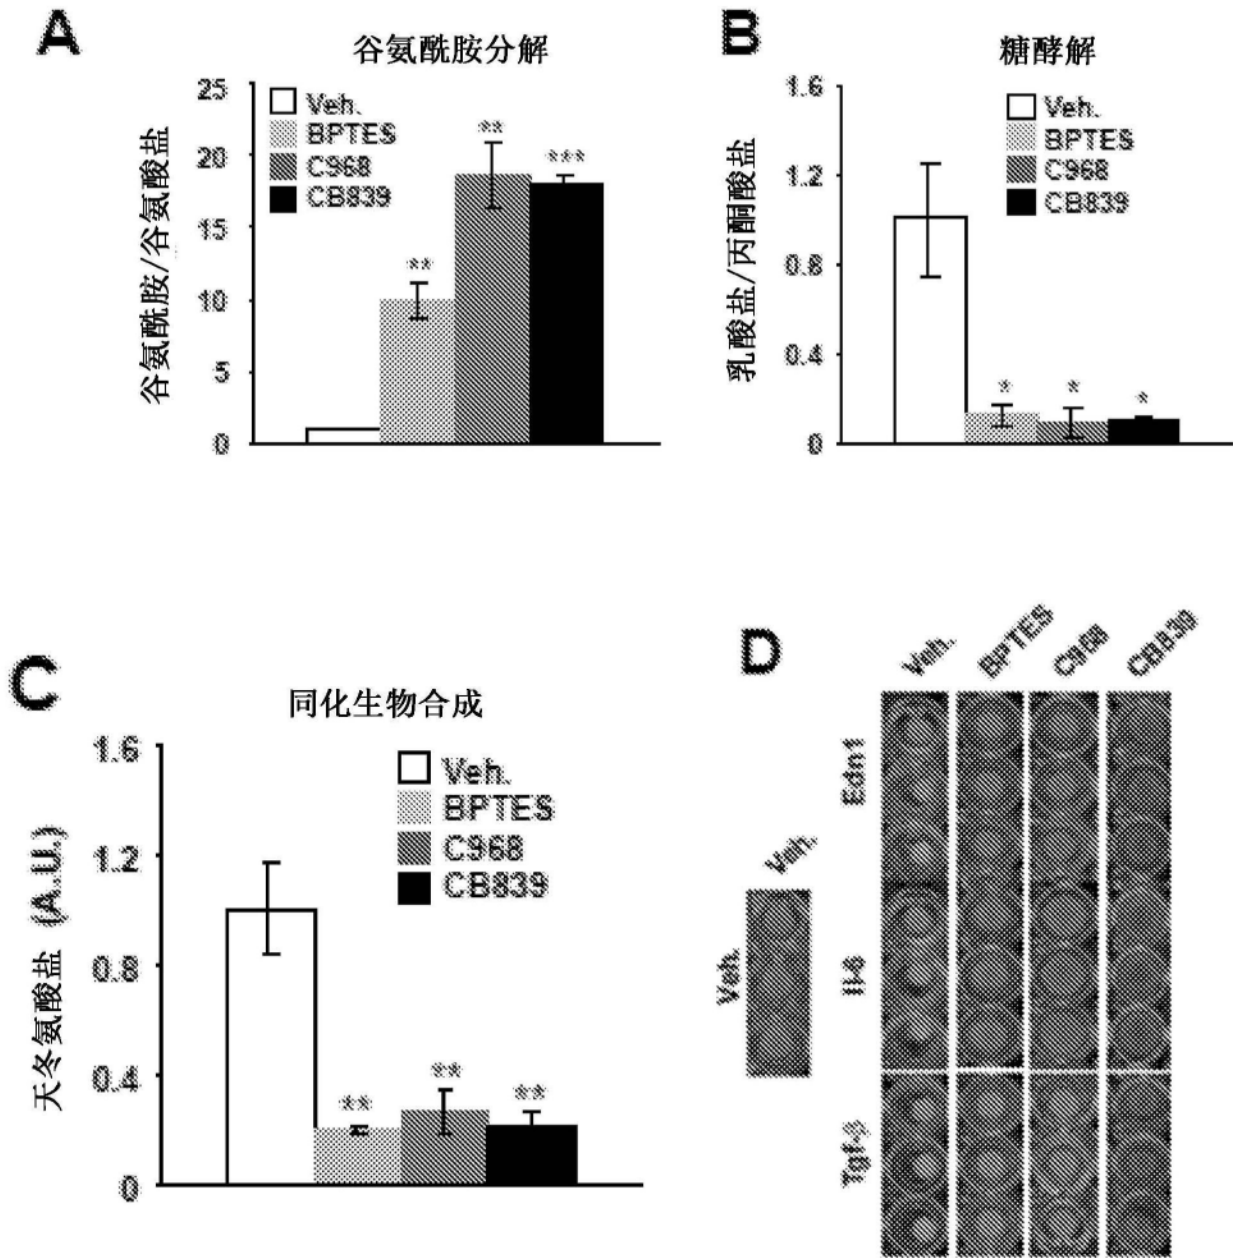 A
谷氨酰胺分解
谷氨酰胺/谷氨酸盐
25
20
15
10
5
0
Veh.
BPTES
C968
CB839
**
**
***
B
糖酵解
乳酸盐/丙酮酸盐
1.6
1.2
0.8
0.4
0
Veh.
BPTES
C968
CB839
*
*
*
C
同化生物合成
天冬氨酸盐 (A.U.)
1.6
1.2
0.8
0.4
0
Veh.
BPTES
C968
CB839
**
**
**
D
Veh.
Veh.
Veh.
BPTES
C968
CB839
Edn1
Il-6
Tgf-β